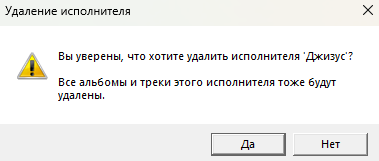 Удаление исполнителя
Вы уверены, что хотите удалить исполнителя 'Джизус'?
Все альбомы и треки этого исполнителя тоже будут
удалены.
Да
Нет